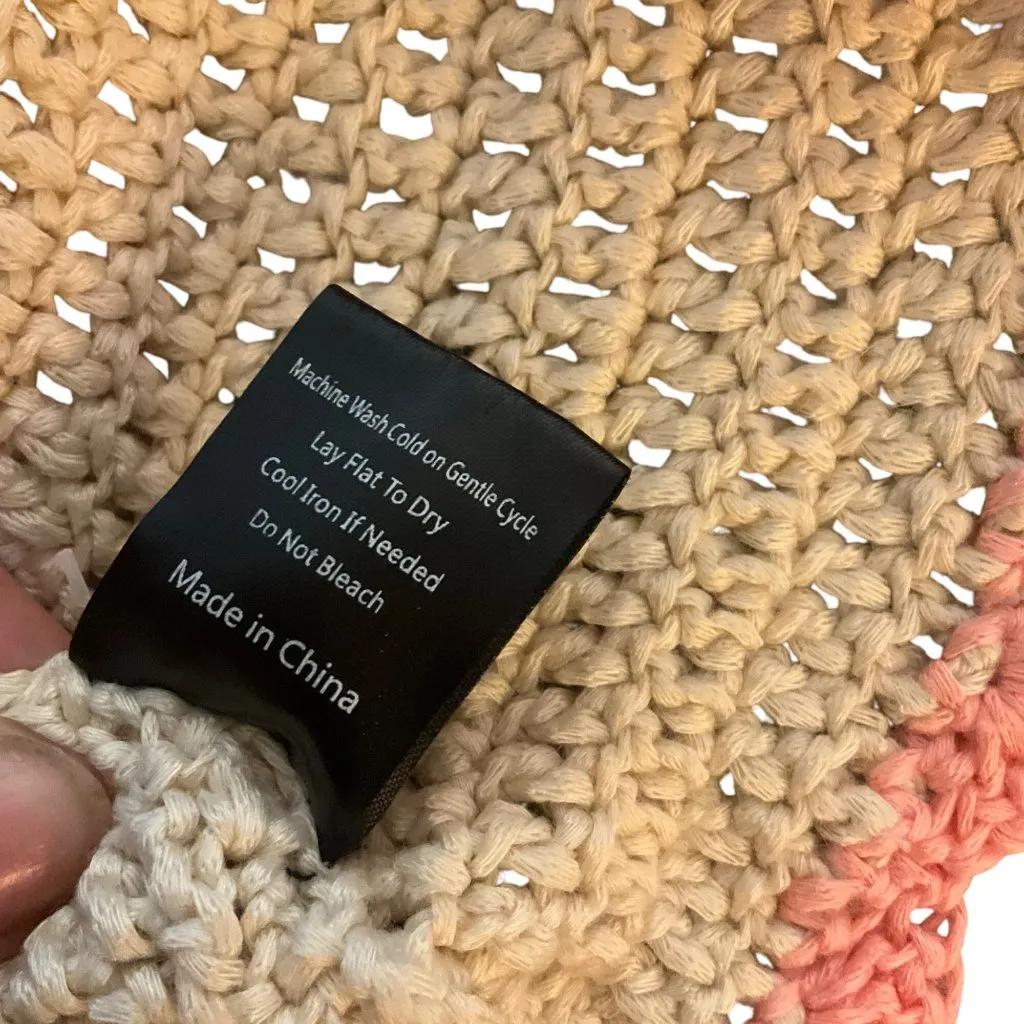 Machine Wash Cold on Gentle Cycle
Lay Flat To Dry
Cool Iron If Needed
Do Not Bleach
Made in China